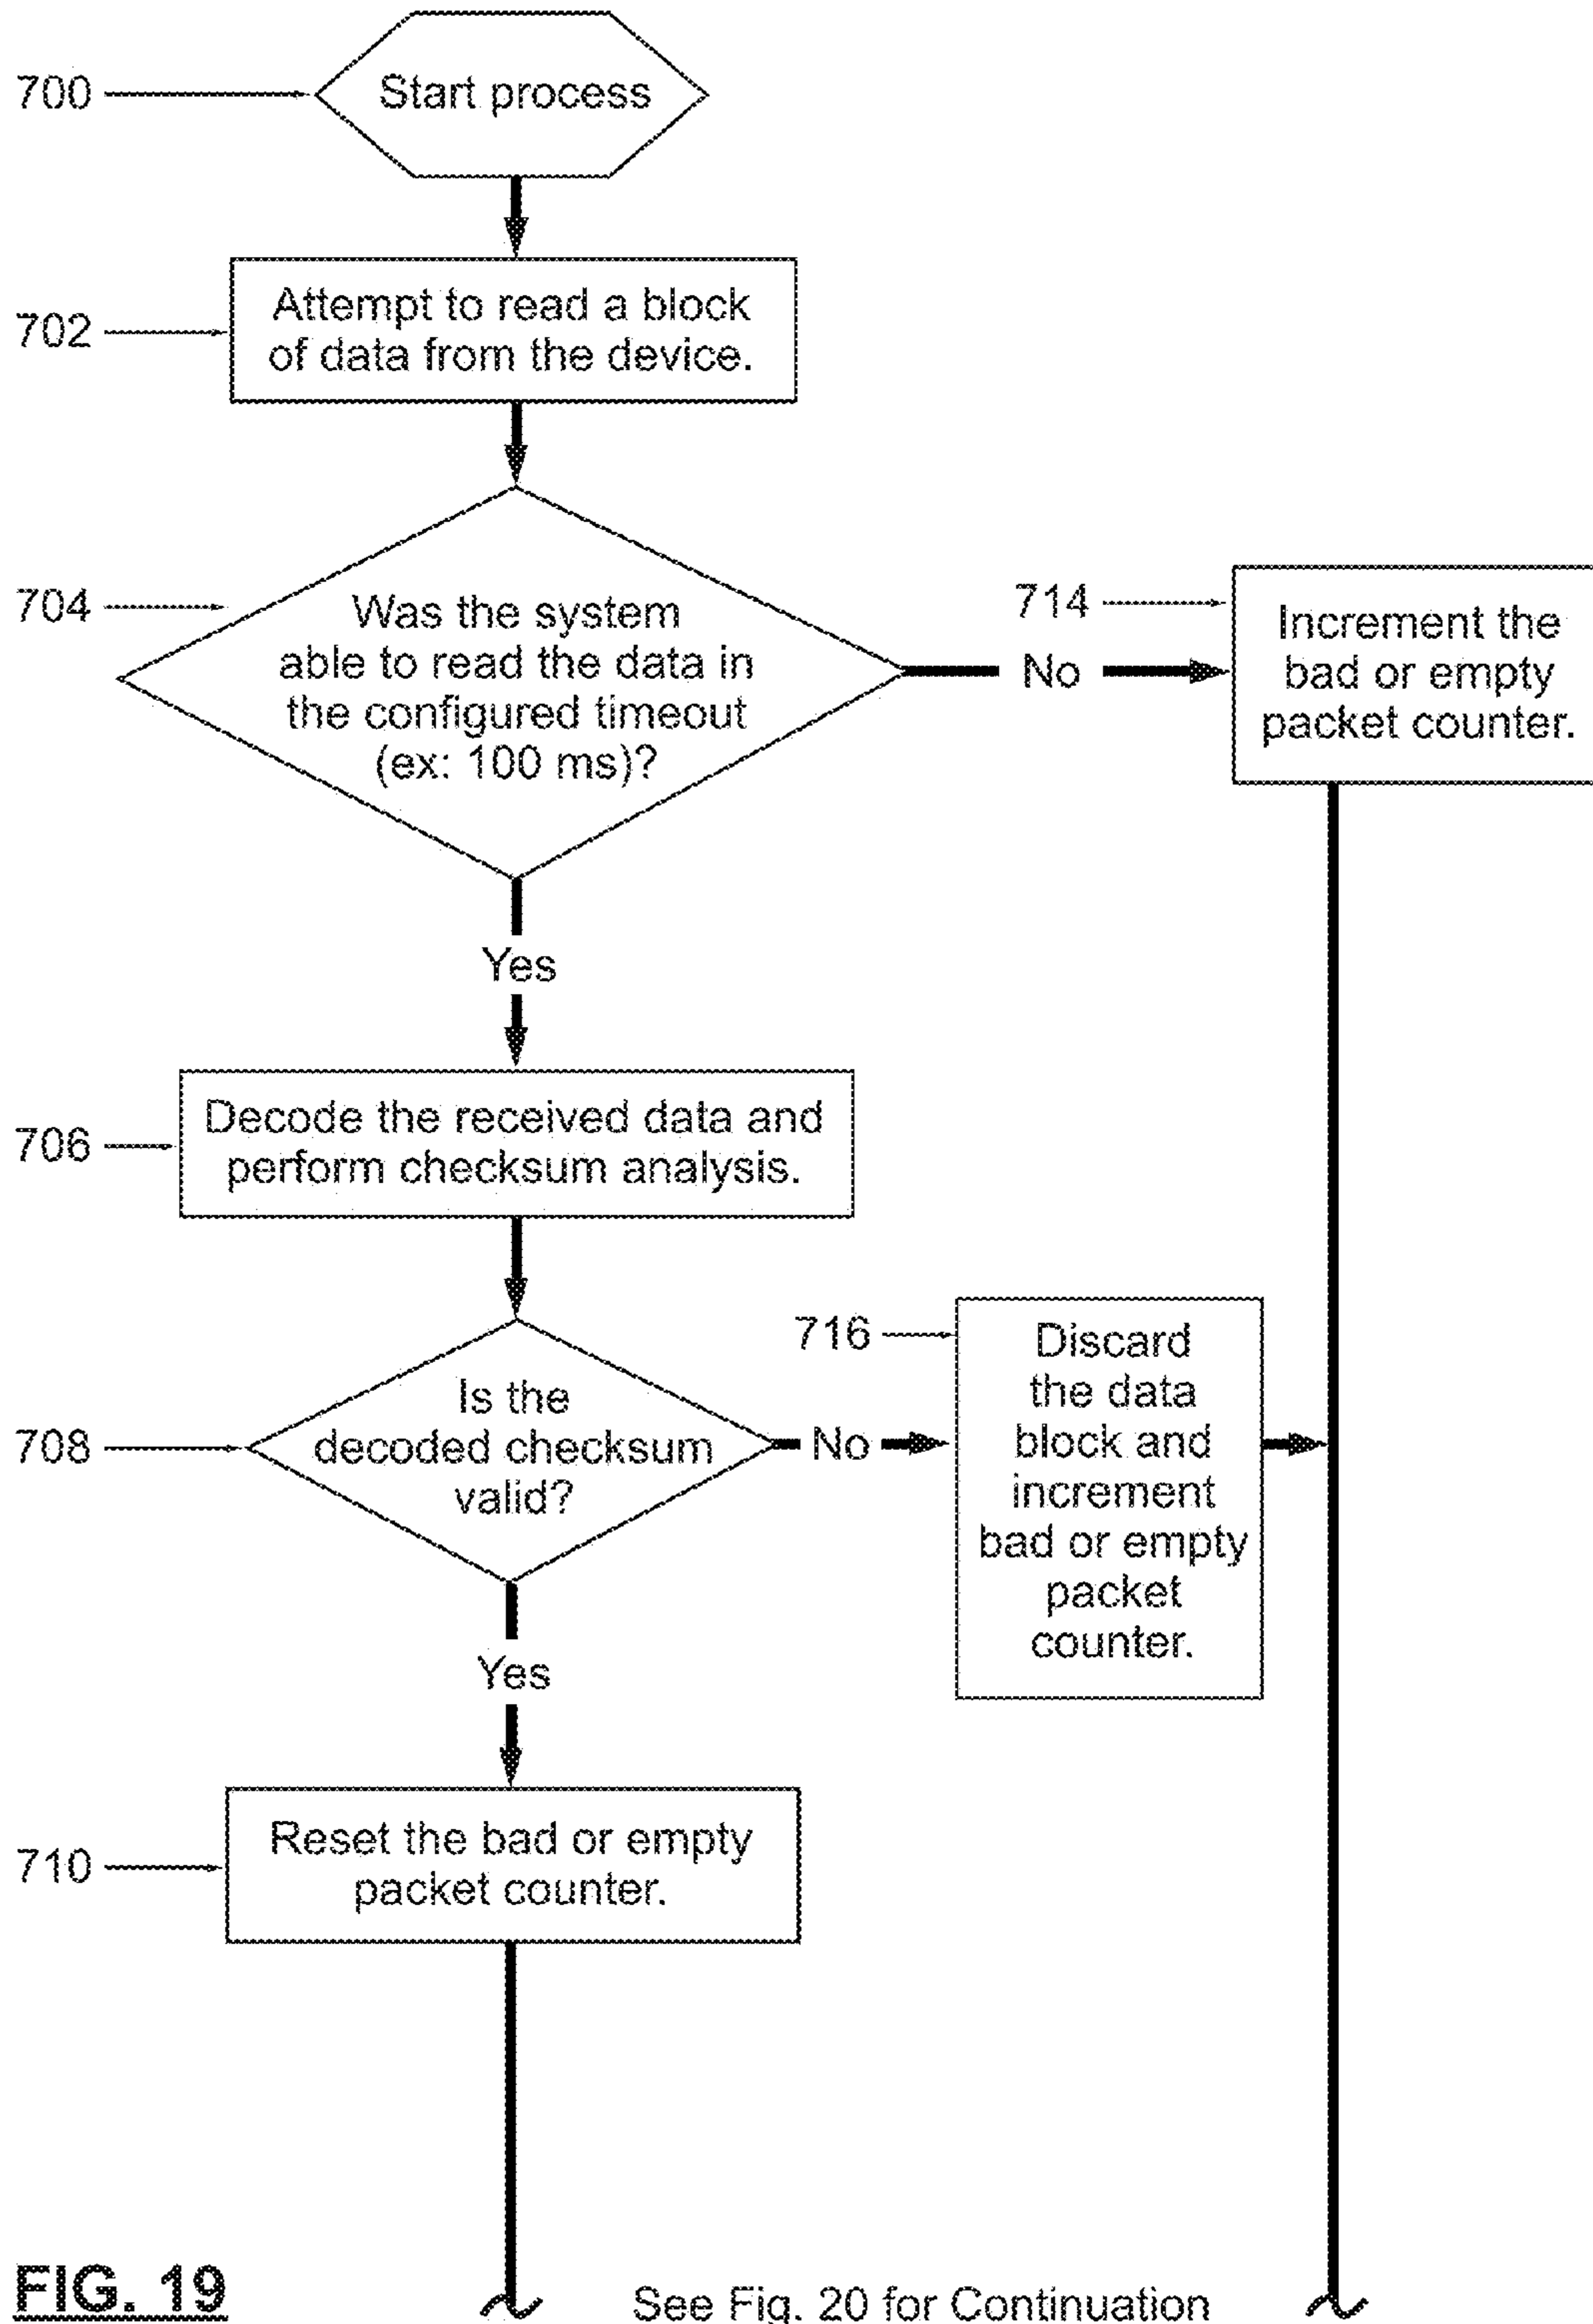 700
Start process
702
Attempt to read a block
of data from the device.
704
Was the system
able to read the data in
the configured timeout
(ex: 100 ms)?
No
714
Increment the
bad or empty
packet counter.
Yes
706
Decode the received data and
perform checksum analysis.
708
Is the
decoded checksum
valid?
No
716
Discard
the data
block and
increment
bad or empty
packet
counter.
Yes
710
Reset the bad or empty
packet counter.
FIG. 19
See Fig. 20 for Continuation